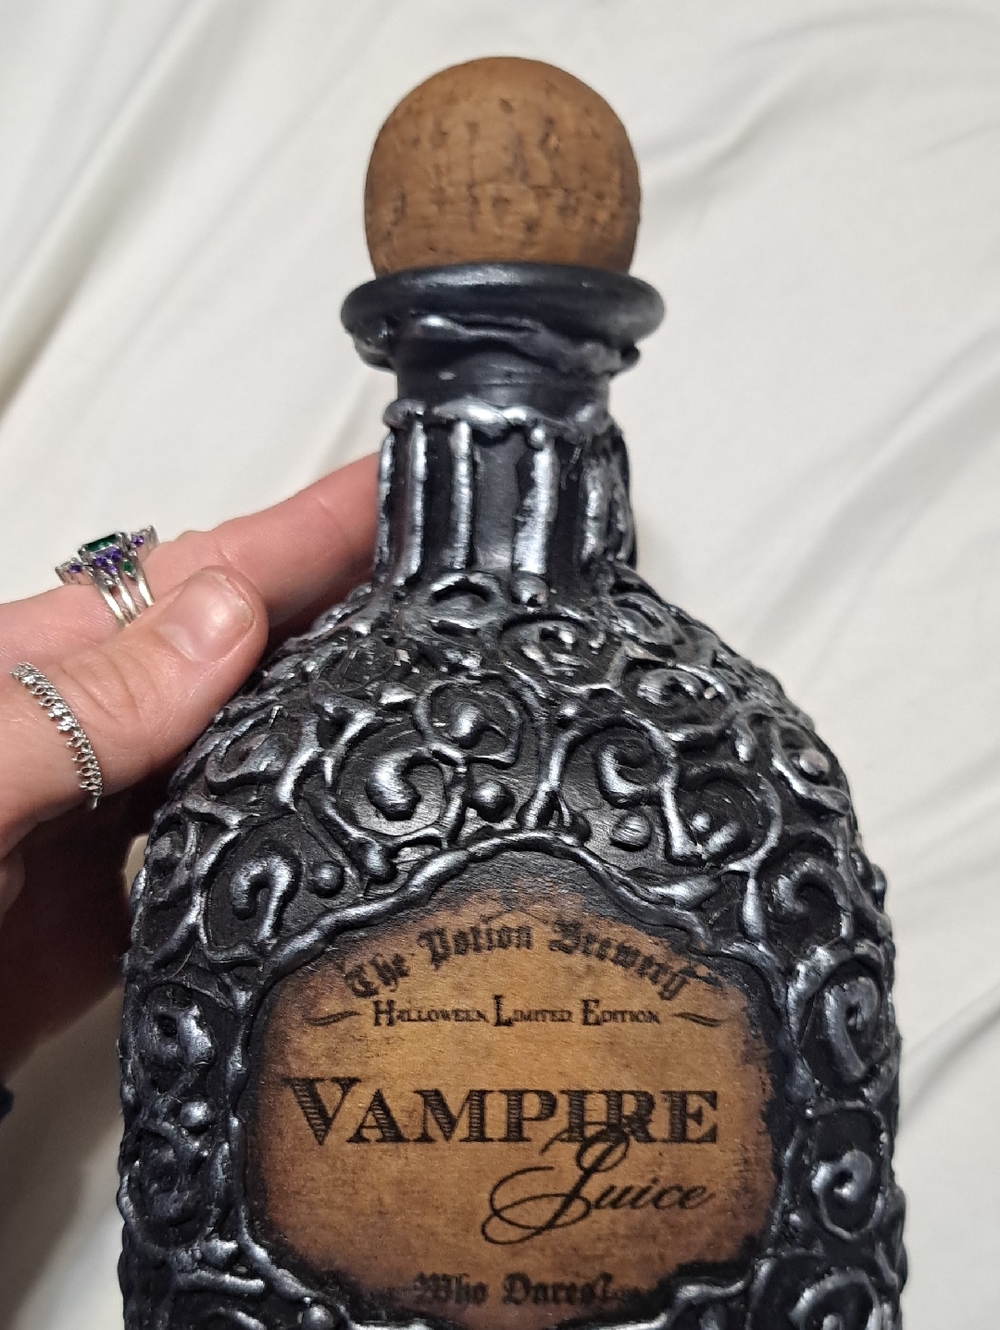 The Potion Brewery
Halloween Limited Edition
Vampire
Juice
Who Dares?